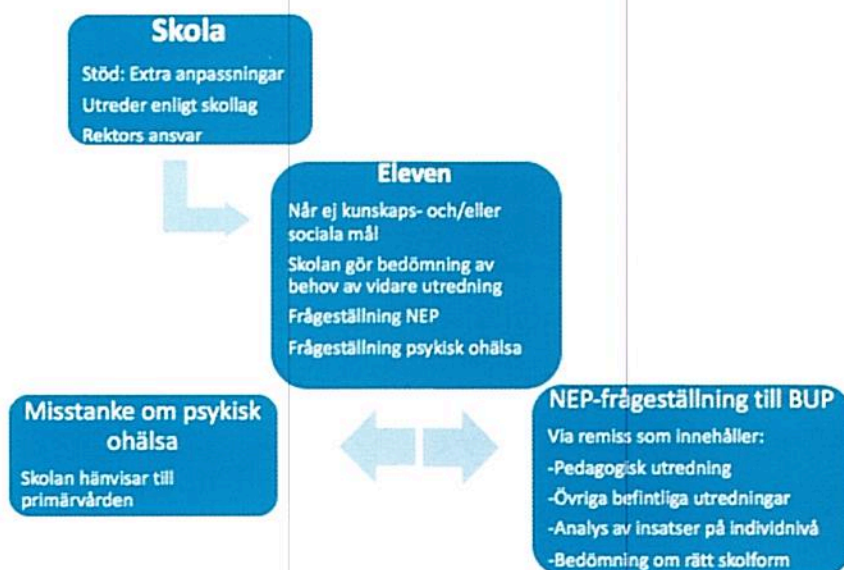 Skola
Stöd: Extra anpassningar
Utreder enligt skollag
Rektors ansvar
Eleven
Når ej kunskaps- och/eller
sociala mål
Skolan gör bedömning av
behov av vidare utredning
Frågeställning NEP
Frågeställning psykisk ohälsa
Misstanke om psykisk
ohälsa
Skolan hänvisar till
primärvården
NEP-frågeställning till BUP
Via remiss som innehåller:
-Pedagogisk utredning
-Övriga befintliga utredningar
-Analys av insatser på individnivå
-Bedömning om rätt skolform